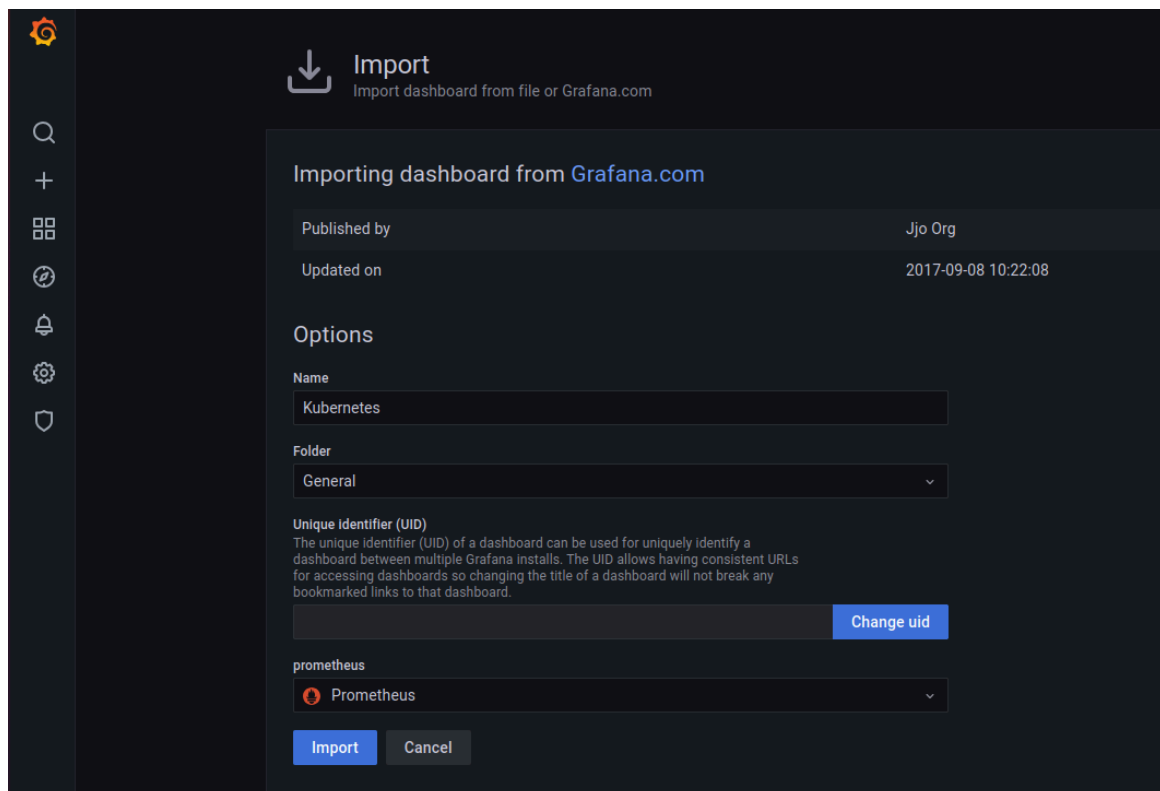 Import
Import dashboard from file or Grafana.com
Importing dashboard from Grafana.com
Published by Jjo Org
Updated on 2017-09-08 10:22:08
Options
Name
Kubernetes
Folder
General
Unique identifier (UID)
The unique identifier (UID) of a dashboard can be used for uniquely identify a
dashboard between multiple Grafana installs. The UID allows having consistent URLs
for accessing dashboards so changing the title of a dashboard will not break any
bookmarked links to that dashboard.
Change uid
prometheus
Prometheus
Import Cancel